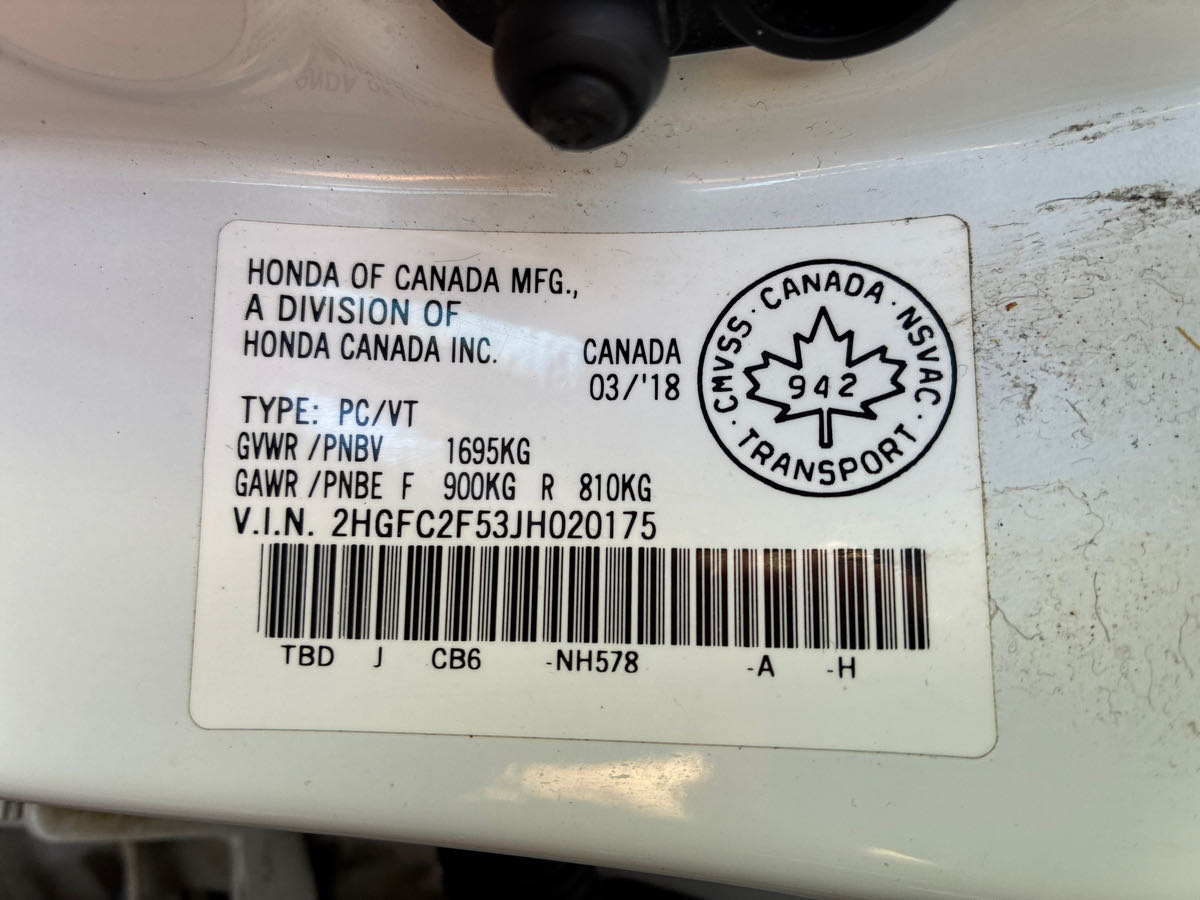 HONDA OF CANADA MFG.,
A DIVISION OF
HONDA CANADA INC.
CANADA
03/'18
· CMVSS · CANADA · NSVAC · TRANSPORT
942
TYPE: PC/VT
GVWR /PNBV 1695KG
GAWR /PNBE F 900KG R 810KG
V.I.N. 2HGFC2F53JH020175
TBD J CB6 -NH578 -A -H